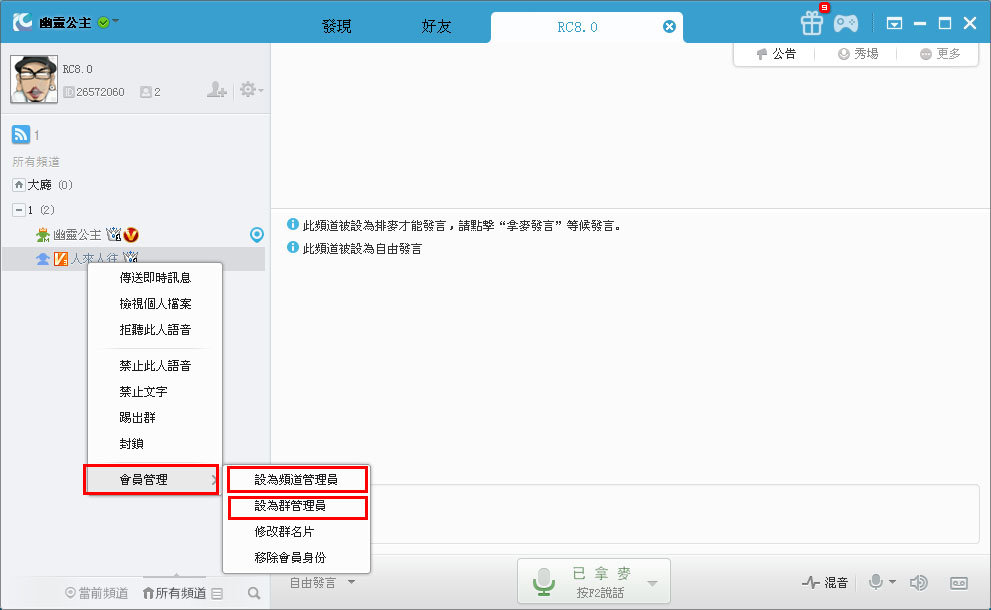 幽靈公主
發現
好友
RC8.0
9
公告
秀場
更多
RC8.0
ID 26572060
2
1
所有頻道
大廳 (0)
1 (2)
幽靈公主
人來人往
此頻道被設為排麥才能發言，請點擊“拿麥發言”等候發言。
此頻道被設為自由發言
傳送即時訊息
檢視個人檔案
拒聽此人語音
禁止此人語音
禁止文字
踢出群
封鎖
會員管理
設為頻道管理員
設為群管理員
修改群名片
移除會員身份
當前頻道
所有頻道
自由發言
已拿麥
按F2說話
混音